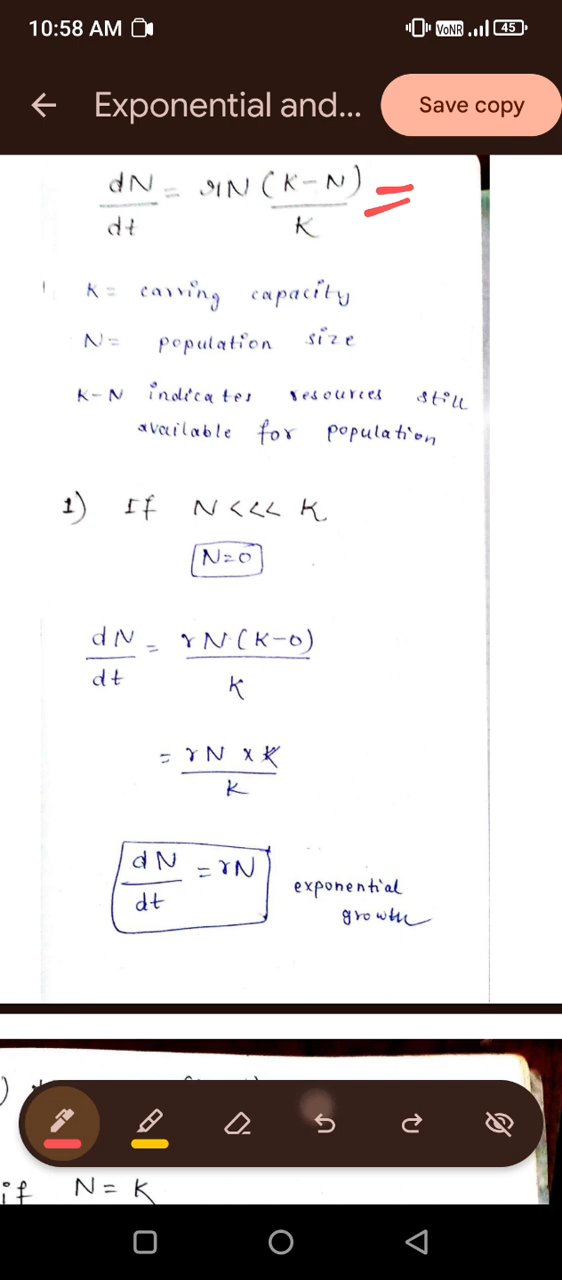 10:58 AM
VoNR 45
Exponential and... Save copy
dN/dt = rN (K-N)/K
K = carring capacity
N = population size
K-N indicates resources still
available for population
1) If N <<< K
N=0
dN/dt = rN(K-0)/K
= rN x K/K
dN/dt = rN
exponential
growth
if N = K